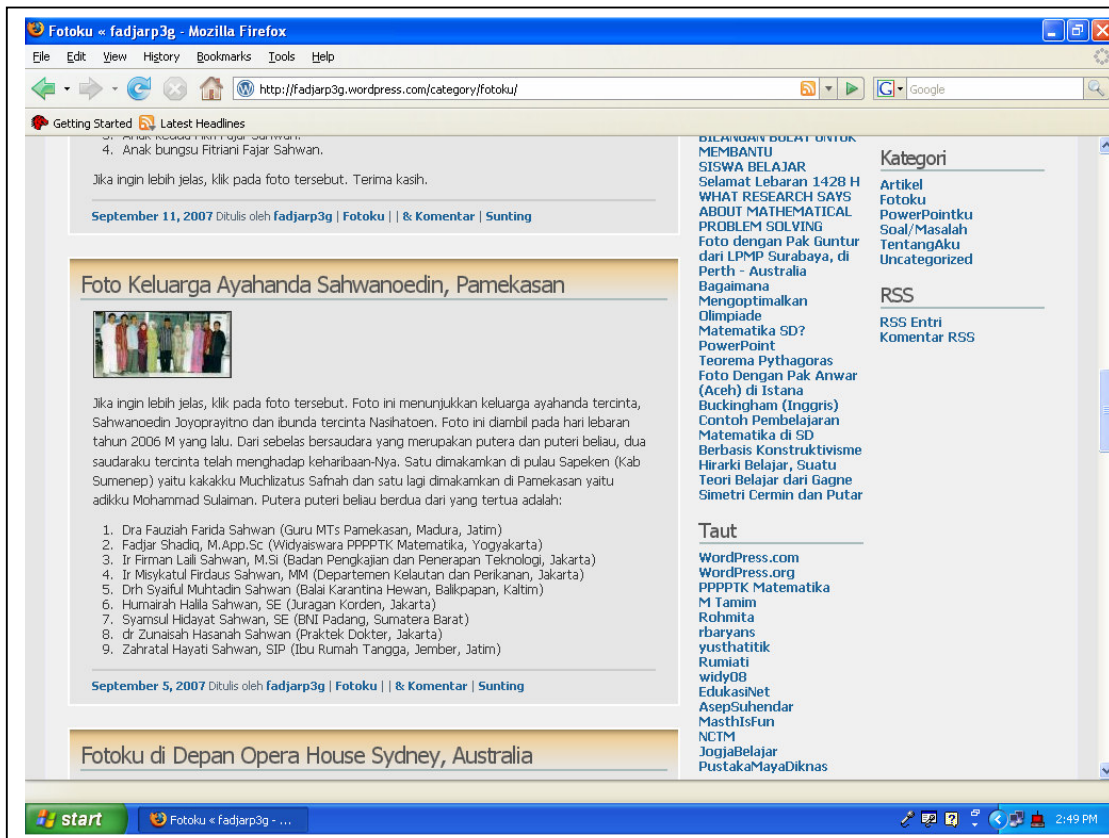 Fotoku « fadjarp3g - Mozilla Firefox
File Edit View History Bookmarks Tools Help
http://fadjarp3g.wordpress.com/category/fotoku/
Google
Getting Started Latest Headlines
4. Anak bungsu Fitriani Fajar Sahwan.
Jika ingin lebih jelas, klik pada foto tersebut. Terima kasih.
September 11, 2007 Ditulis oleh fadjarp3g | Fotoku | | & Komentar | Sunting
Foto Keluarga Ayahanda Sahwanoedin, Pamekasan
Jika ingin lebih jelas, klik pada foto tersebut. Foto ini menunjukkan keluarga ayahanda tercinta,
Sahwanoedin Joyoprayitno dan ibunda tercinta Nasihatoen. Foto ini diambil pada hari lebaran
tahun 2006 M yang lalu. Dari sebelas bersaudara yang merupakan putera dan puteri beliau, dua
saudaraku tercinta telah menghadap keharibaan-Nya. Satu dimakamkan di pulau Sapeken (Kab
Sumenep) yaitu kakakku Muchlizatus Safnah dan satu lagi dimakamkan di Pamekasan yaitu
adikku Mohammad Sulaiman. Putera puteri beliau berdua dari yang tertua adalah:
1. Dra Fauziah Farida Sahwan (Guru MTs Pamekasan, Madura, Jatim)
2. Fadjar Shadiq, M.App.Sc (Widyaiswara PPPPTK Matematika, Yogyakarta)
3. Ir Firman Laili Sahwan, M.Si (Badan Pengkajian dan Penerapan Teknologi, Jakarta)
4. Ir Misykatul Firdaus Sahwan, MM (Departemen Kelautan dan Perikanan, Jakarta)
5. Drh Syaiful Muhtadin Sahwan (Balai Karantina Hewan, Balikpapan, Kaltim)
6. Humairah Halila Sahwan, SE (Juragan Korden, Jakarta)
7. Syamsul Hidayat Sahwan, SE (BNI Padang, Sumatera Barat)
8. dr Zunaisah Hasanah Sahwan (Praktek Dokter, Jakarta)
9. Zahratal Hayati Sahwan, SIP (Ibu Rumah Tangga, Jember, Jatim)
September 5, 2007 Ditulis oleh fadjarp3g | Fotoku | | & Komentar | Sunting
Fotoku di Depan Opera House Sydney, Australia
BILANGAN BULAT UNTUK
MEMBANTU
SISWA BELAJAR
Selamat Lebaran 1428 H
WHAT RESEARCH SAYS
ABOUT MATHEMATICAL
PROBLEM SOLVING
Foto dengan Pak Guntur
dari LPMP Surabaya, di
Perth - Australia
Bagaimana
Mengoptimalkan
Olimpiade
Matematika SD?
PowerPoint
Teorema Pythagoras
Foto Dengan Pak Anwar
(Aceh) di Istana
Buckingham (Inggris)
Contoh Pembelajaran
Matematika di SD
Berbasis Konstruktivisme
Hirarki Belajar, Suatu
Teori Belajar dari Gagne
Simetri Cermin dan Putar
Taut
WordPress.com
WordPress.org
PPPPTK Matematika
M Tamim
Rohmita
rbaryans
yusthatitik
Rumiati
widy08
EdukasiNet
AsepSuhendar
MasthIsFun
NCTM
JogjaBelajar
PustakaMayaDiknas
Kategori
Artikel
Fotoku
PowerPointku
Soal/Masalah
TentangAku
Uncategorized
RSS
RSS Entri
Komentar RSS
start
Fotoku « fadjarp3g - ...
2:49 PM